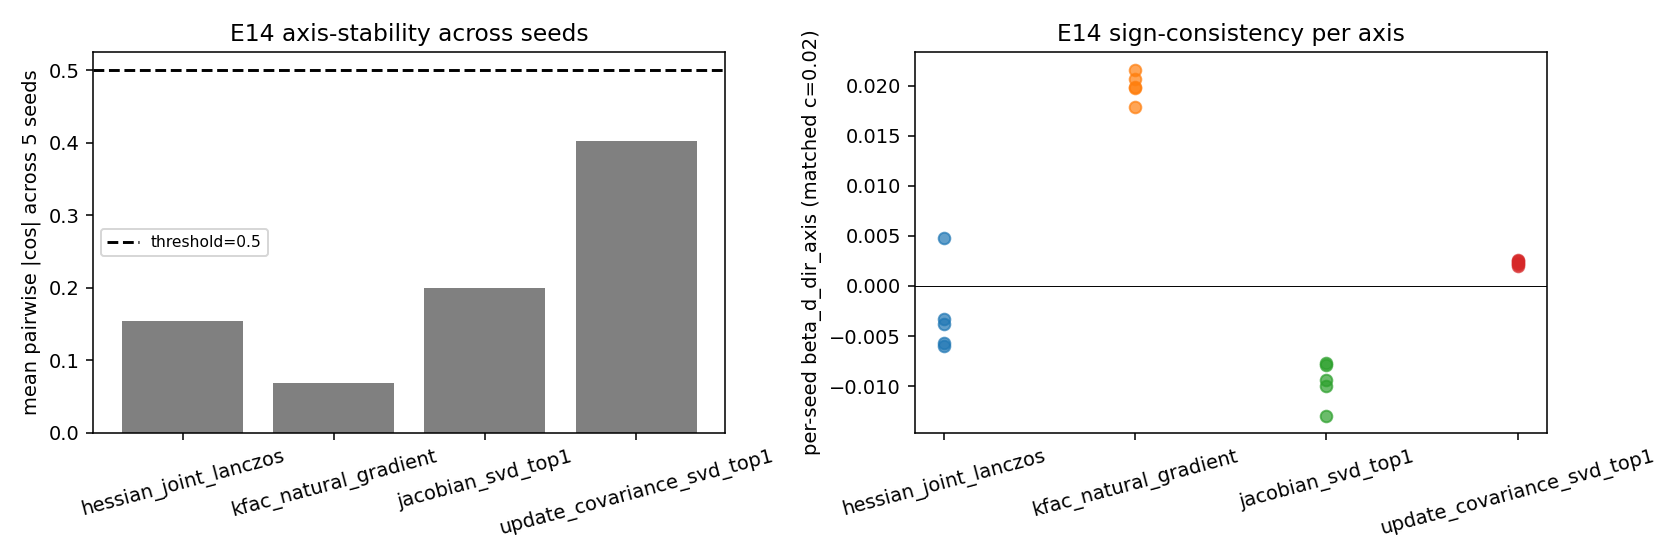 E14 axis-stability across seeds
mean pairwise |cos| across 5 seeds
0.5
0.4
0.3
0.2
0.1
0.0
threshold=0.5
hessian_joint_lanczos
kfac_natural_gradient
jacobian_svd_top1
update_covariance_svd_top1
E14 sign-consistency per axis
per-seed beta_d_dir_axis (matched c=0.02)
0.020
0.015
0.010
0.005
0.000
−0.005
−0.010
hessian_joint_lanczos
kfac_natural_gradient
jacobian_svd_top1
update_covariance_svd_top1